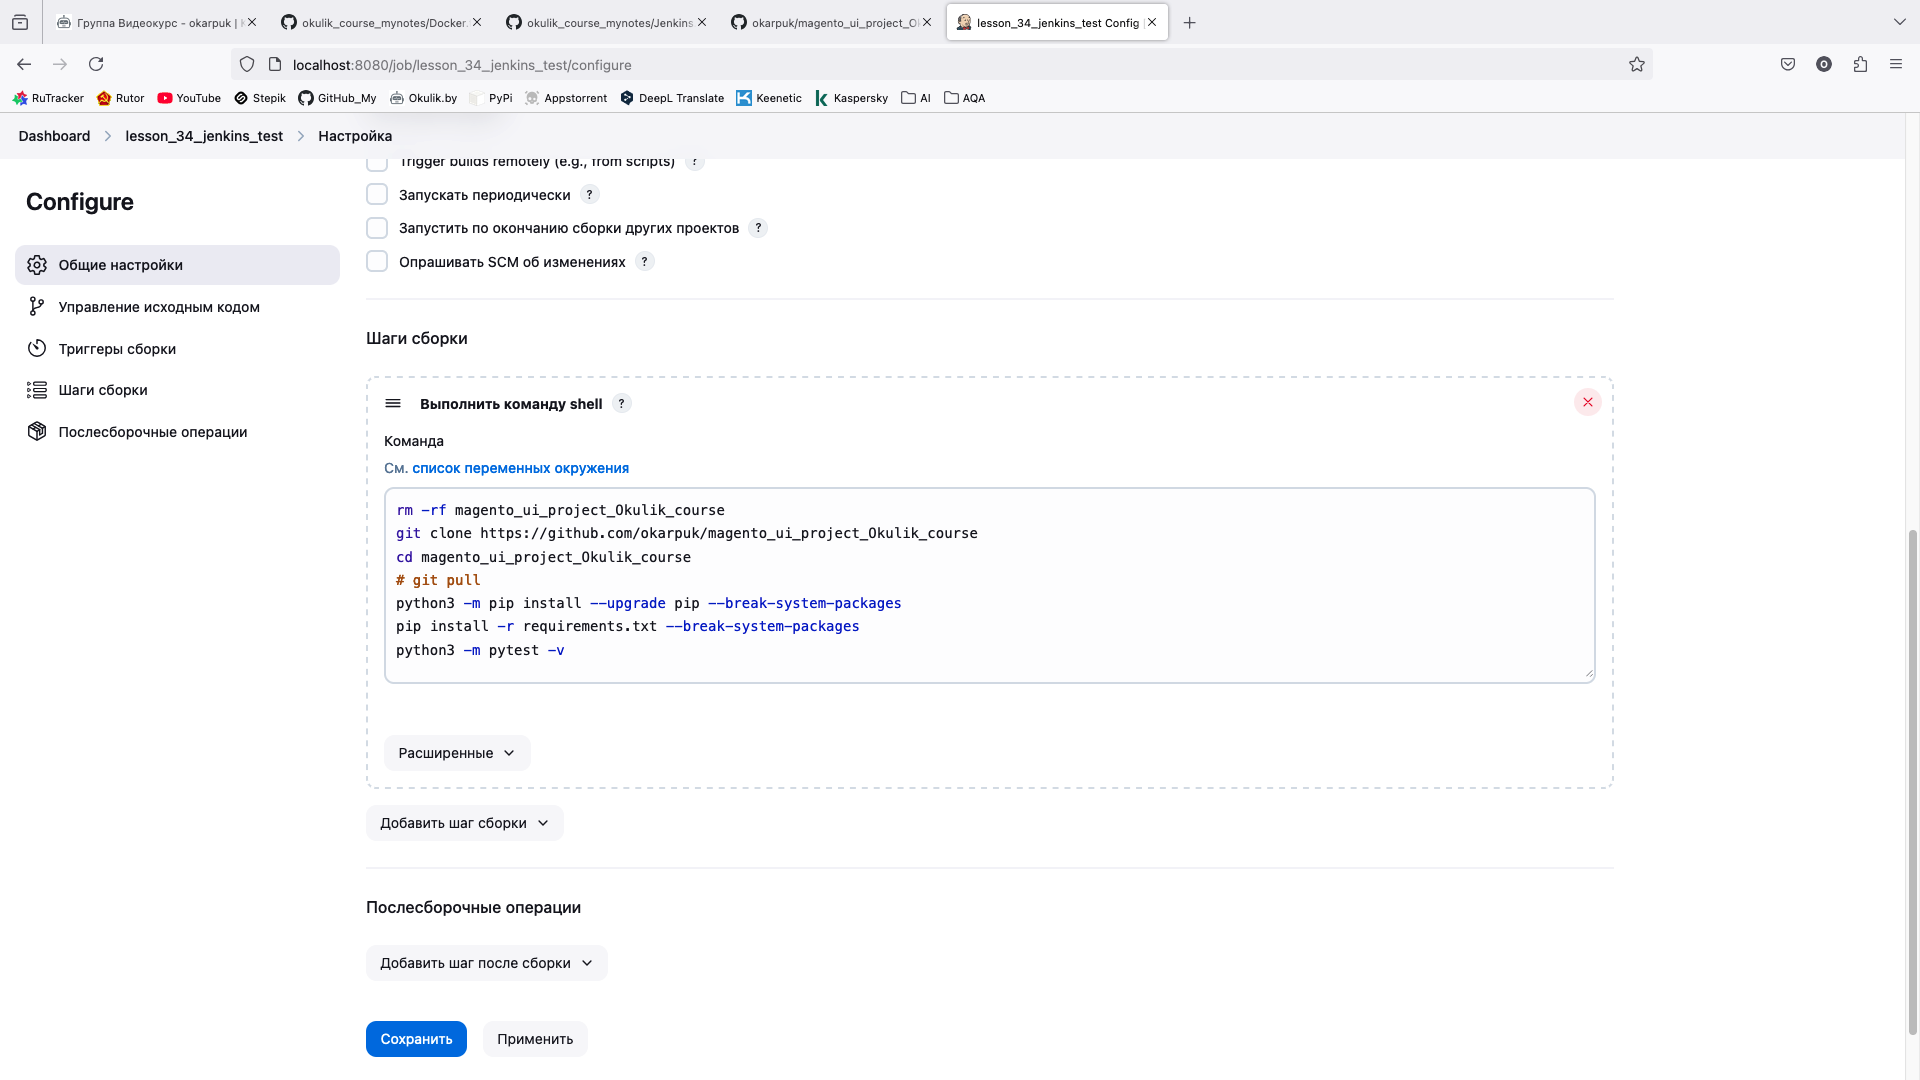 Группа Видеокурс - okarpuk |
okulik_course_mynotes/Docker
okulik_course_mynotes/Jenkins
okarpuk/magento_ui_project_O
lesson_34_jenkins_test Config
localhost:8080/job/lesson_34_jenkins_test/configure
O
RuTracker
Rutor
YouTube
Stepik
GitHub_My
Okulik.by
PyPi
Appstorrent
DeepL Translate
Keenetic
Kaspersky
AI
AQA
Dashboard
lesson_34_jenkins_test
Настройка
Configure
Общие настройки
Управление исходным кодом
Триггеры сборки
Шаги сборки
Послесборочные операции
Trigger builds remotely (e.g., from scripts) ?
Запускать периодически ?
Запустить по окончанию сборки других проектов ?
Опрашивать SCM об изменениях ?
Шаги сборки
Выполнить команду shell ?
Команда
См. список переменных окружения
rm -rf magento_ui_project_Okulik_course
git clone https://github.com/okarpuk/magento_ui_project_Okulik_course
cd magento_ui_project_Okulik_course
# git pull
python3 -m pip install --upgrade pip --break-system-packages
pip install -r requirements.txt --break-system-packages
python3 -m pytest -v
Расширенные
Добавить шаг сборки
Послесборочные операции
Добавить шаг после сборки
Сохранить
Применить